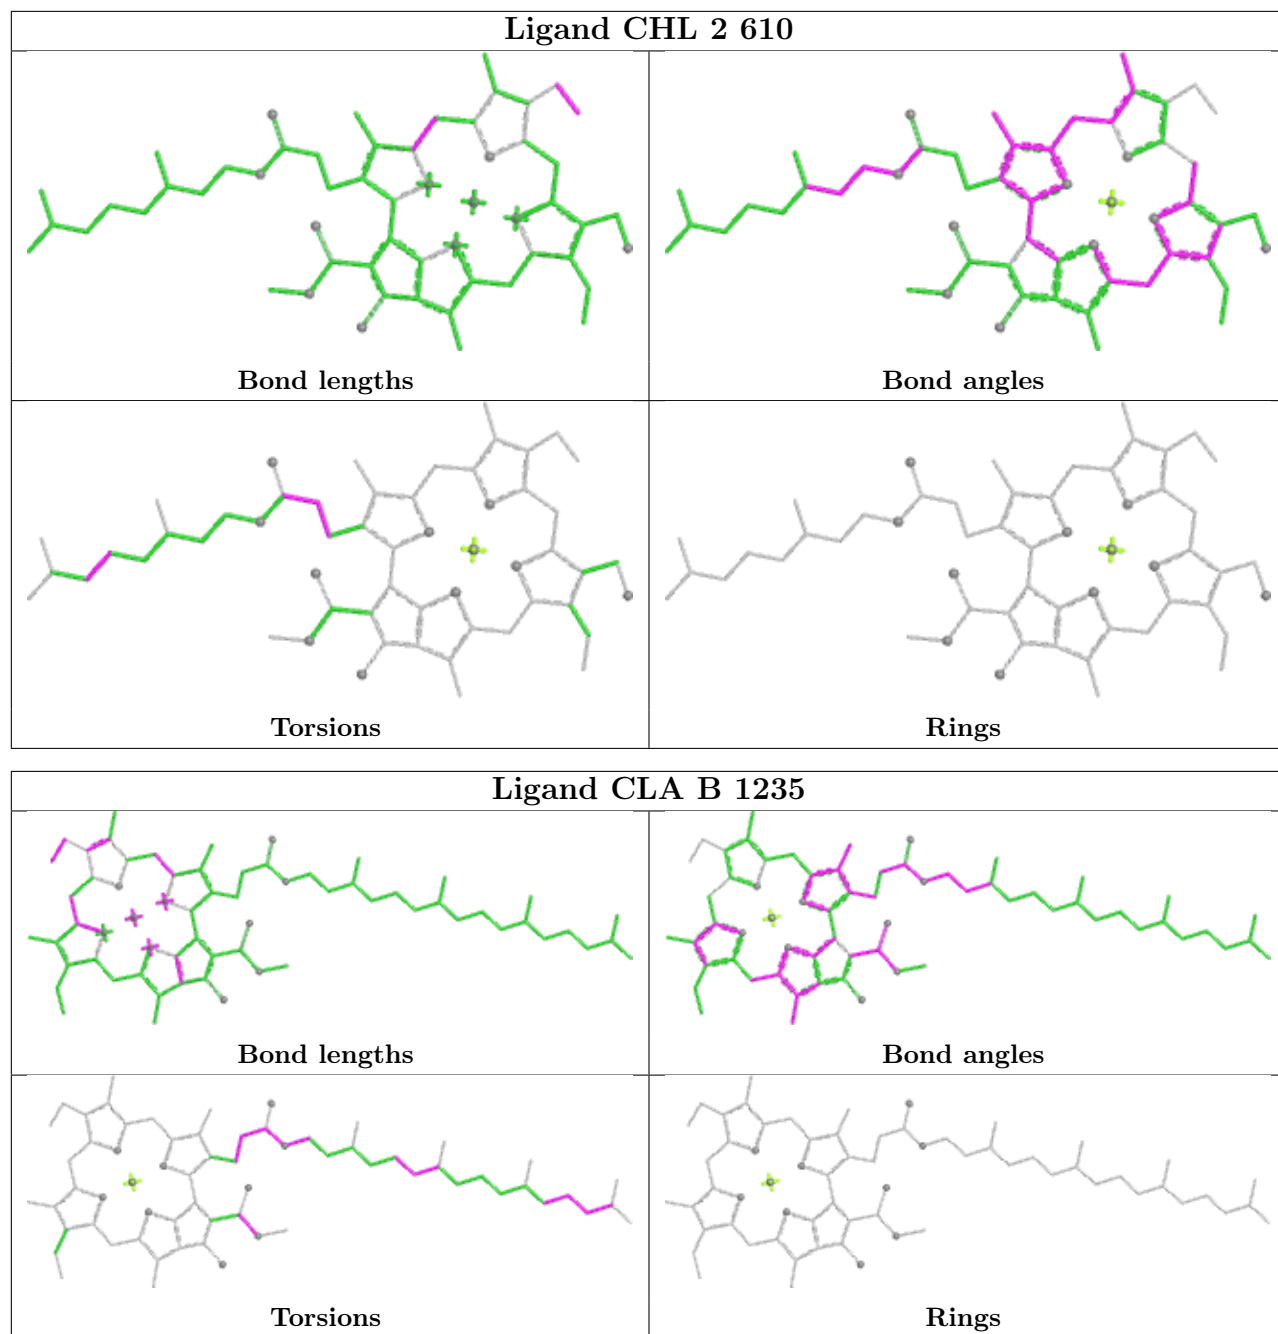 Ligand CHL 2 610
Bond lengths
Bond angles
Torsions
Rings
Ligand CLA B 1235
Bond lengths
Bond angles
Torsions
Rings